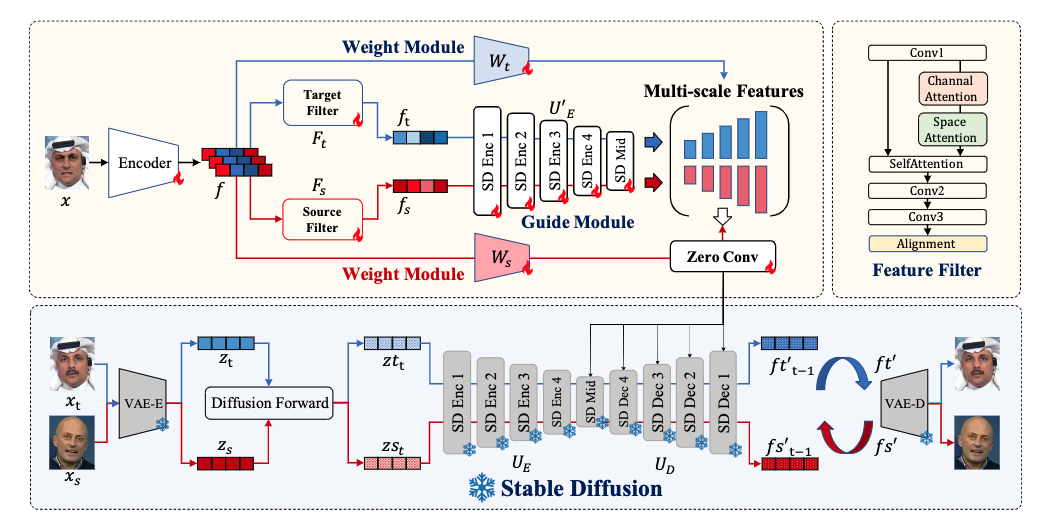 Weight Module
W_t
Multi-scale Features
Target
Filter
F_t
f_t
U'_E
SD Enc 1
SD Enc 2
SD Enc 3
SD Enc 4
SD Mid
x
Encoder
f
F_s
Source
Filter
f_s
Guide Module
Weight Module
W_s
Zero Conv
Conv1
Channal
Attention
Space
Attention
SelfAttention
Conv2
Conv3
Alignment
Feature Filter
x_t
x_s
VAE-E
z_t
z_s
Diffusion Forward
zt_t
zs_t
SD Enc 1
SD Enc 2
SD Enc 3
SD Enc 4
SD Mid
SD Dec 4
SD Dec 3
SD Dec 2
SD Dec 1
U_E
U_D
ft'_t−1
fs'_t−1
ft'
fs'
VAE-D
Stable Diffusion